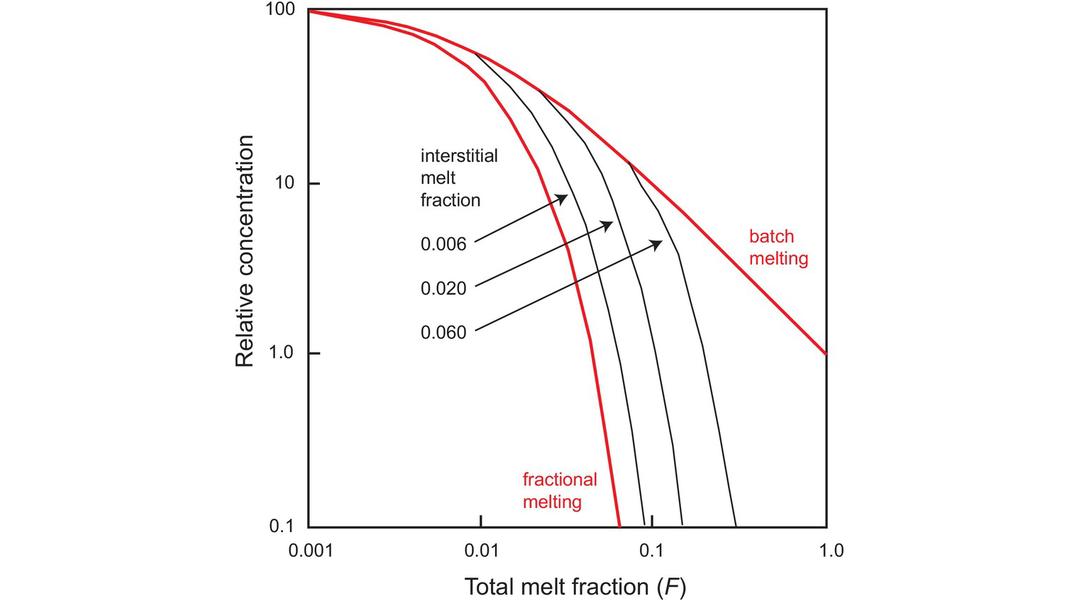 100
10
1.0
0.1
Relative concentration
interstitial
melt
fraction
0.006
0.020
0.060
batch
melting
fractional
melting
0.001
0.01
0.1
1.0
Total melt fraction (F)